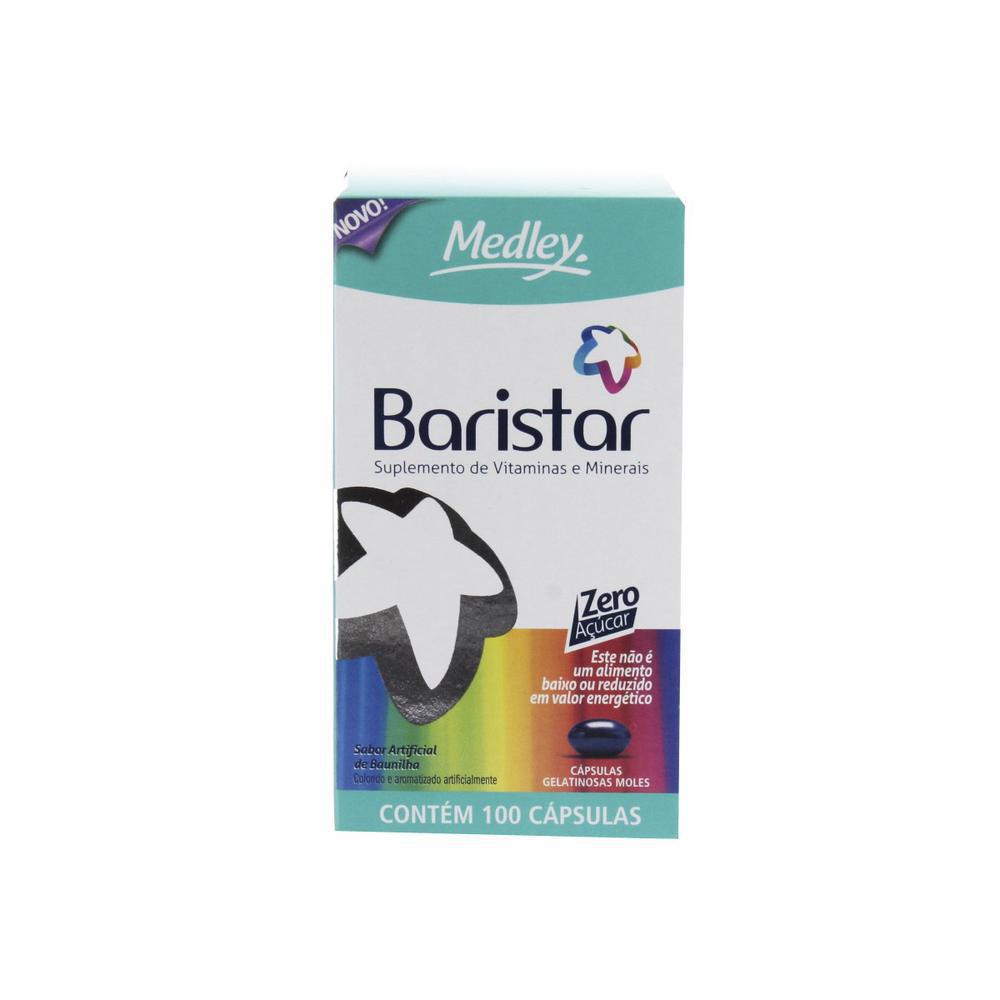 NOVO!
Medley.
Baristar
Suplemento de Vitaminas e Minerais
Zero
Açúcar
Este não é
um alimento
baixo ou reduzido
em valor energético
Sabor Artificial
de Baunilha
Colorido e aromatizado artificialmente
CÁPSULAS
GELATINOSAS MOLES
CONTÉM 100 CÁPSULAS